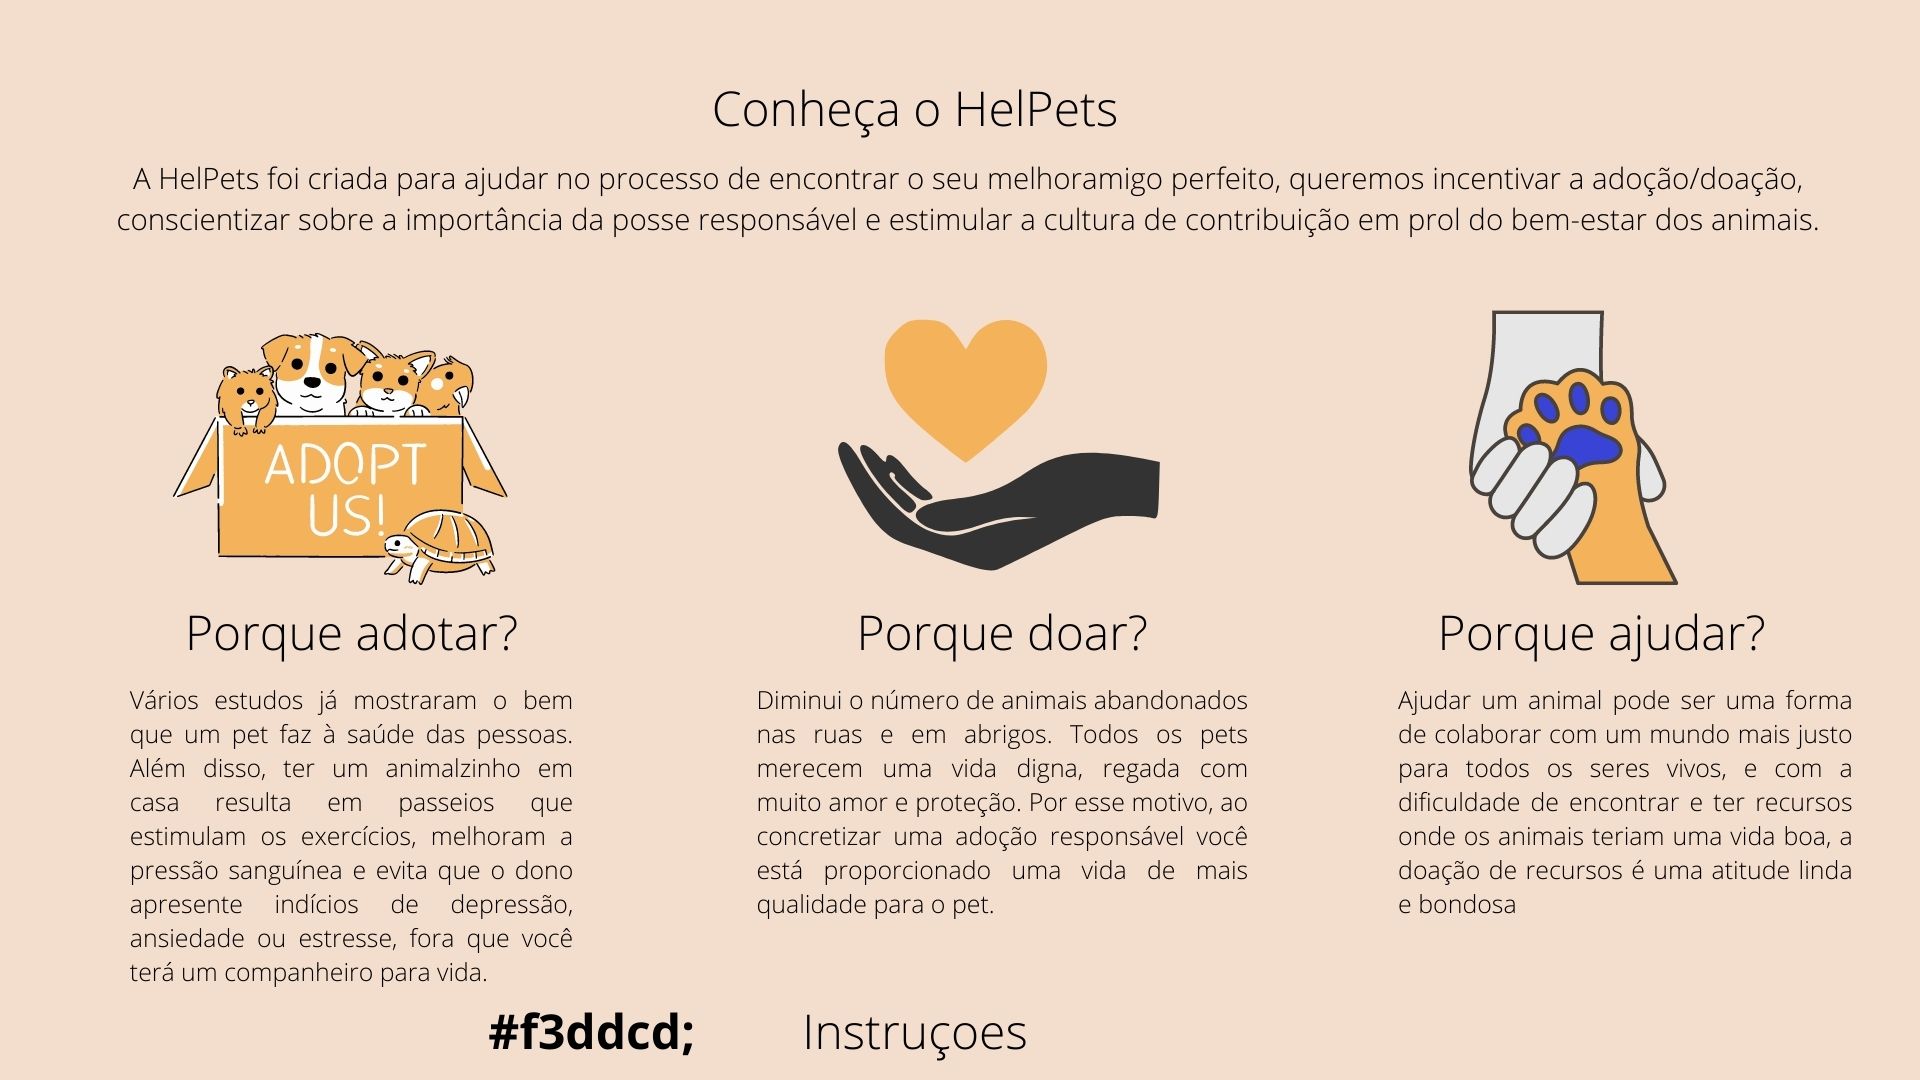 Conheça o HelPets
A HelPets foi criada para ajudar no processo de encontrar o seu melhoramigo perfeito, queremos incentivar a adoção/doação,
conscientizar sobre a importância da posse responsável e estimular a cultura de contribuição em prol do bem-estar dos animais.
ADOPT
US!
Porque adotar?
Vários estudos já mostraram o bem
que um pet faz à saúde das pessoas.
Além disso, ter um animalzinho em
casa resulta em passeios que
estimulam os exercícios, melhoram a
pressão sanguínea e evita que o dono
apresente indícios de depressão,
ansiedade ou estresse, fora que você
terá um companheiro para vida.
Porque doar?
Diminui o número de animais abandonados
nas ruas e em abrigos. Todos os pets
merecem uma vida digna, regada com
muito amor e proteção. Por esse motivo, ao
concretizar uma adoção responsável você
está proporcionado uma vida de mais
qualidade para o pet.
Porque ajudar?
Ajudar um animal pode ser uma forma
de colaborar com um mundo mais justo
para todos os seres vivos, e com a
dificuldade de encontrar e ter recursos
onde os animais teriam uma vida boa, a
doação de recursos é uma atitude linda
e bondosa
#f3ddcd;
Instruçoes